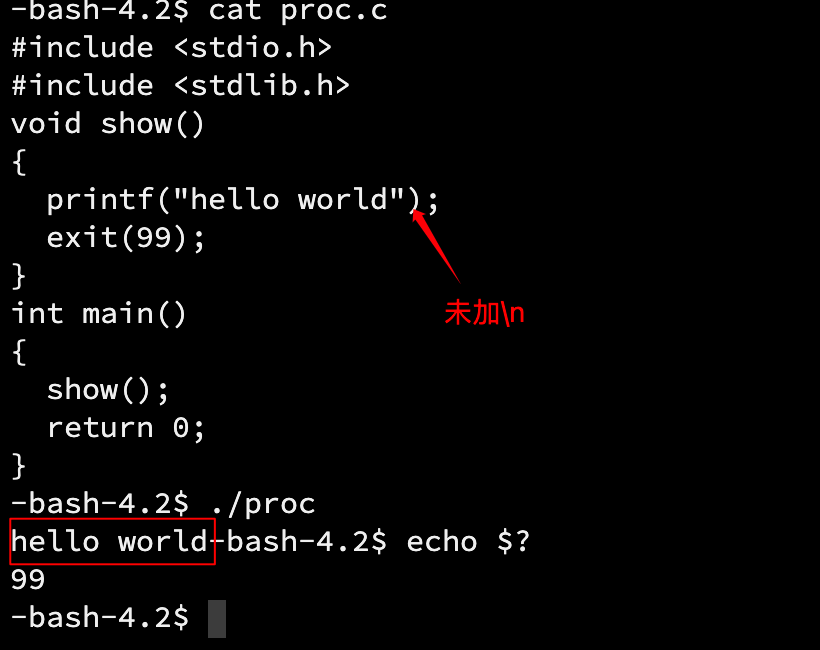 -bash-4.2$ cat proc.c
#include <stdio.h>
#include <stdlib.h>
void show()
{
  printf("hello world");
  exit(99);
}
未加\n
int main()
{
  show();
  return 0;
}
-bash-4.2$ ./proc
hello world-bash-4.2$ echo $?
99
-bash-4.2$